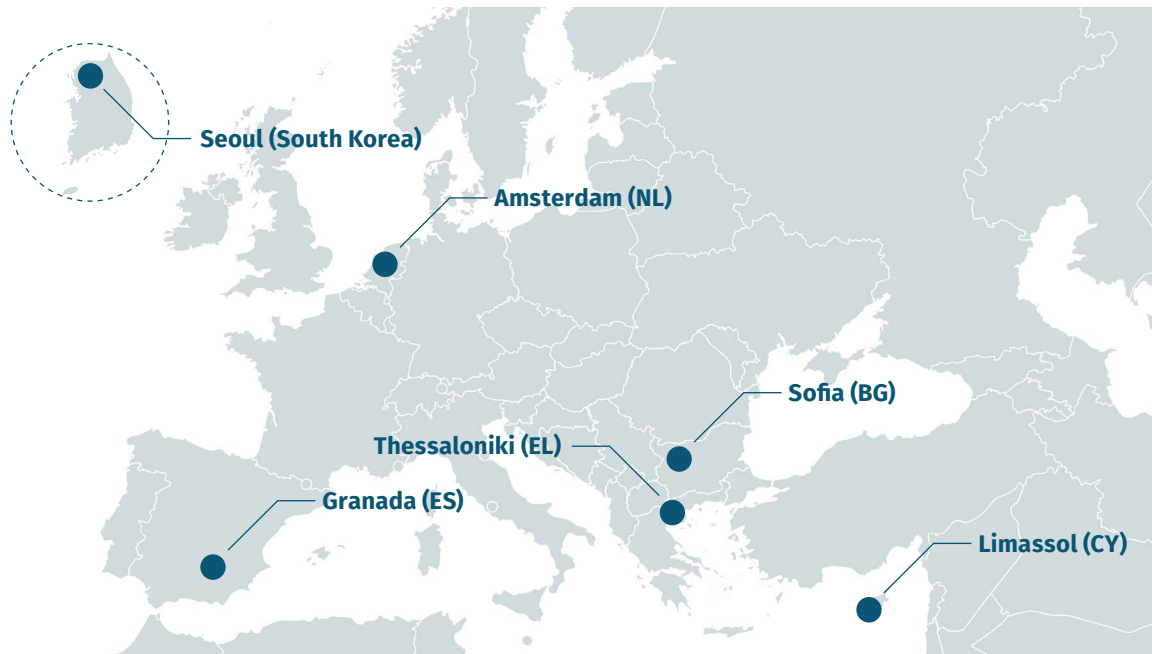 Seoul (South Korea)
Amsterdam (NL)
Sofia (BG)
Thessaloniki (EL)
Granada (ES)
Limassol (CY)